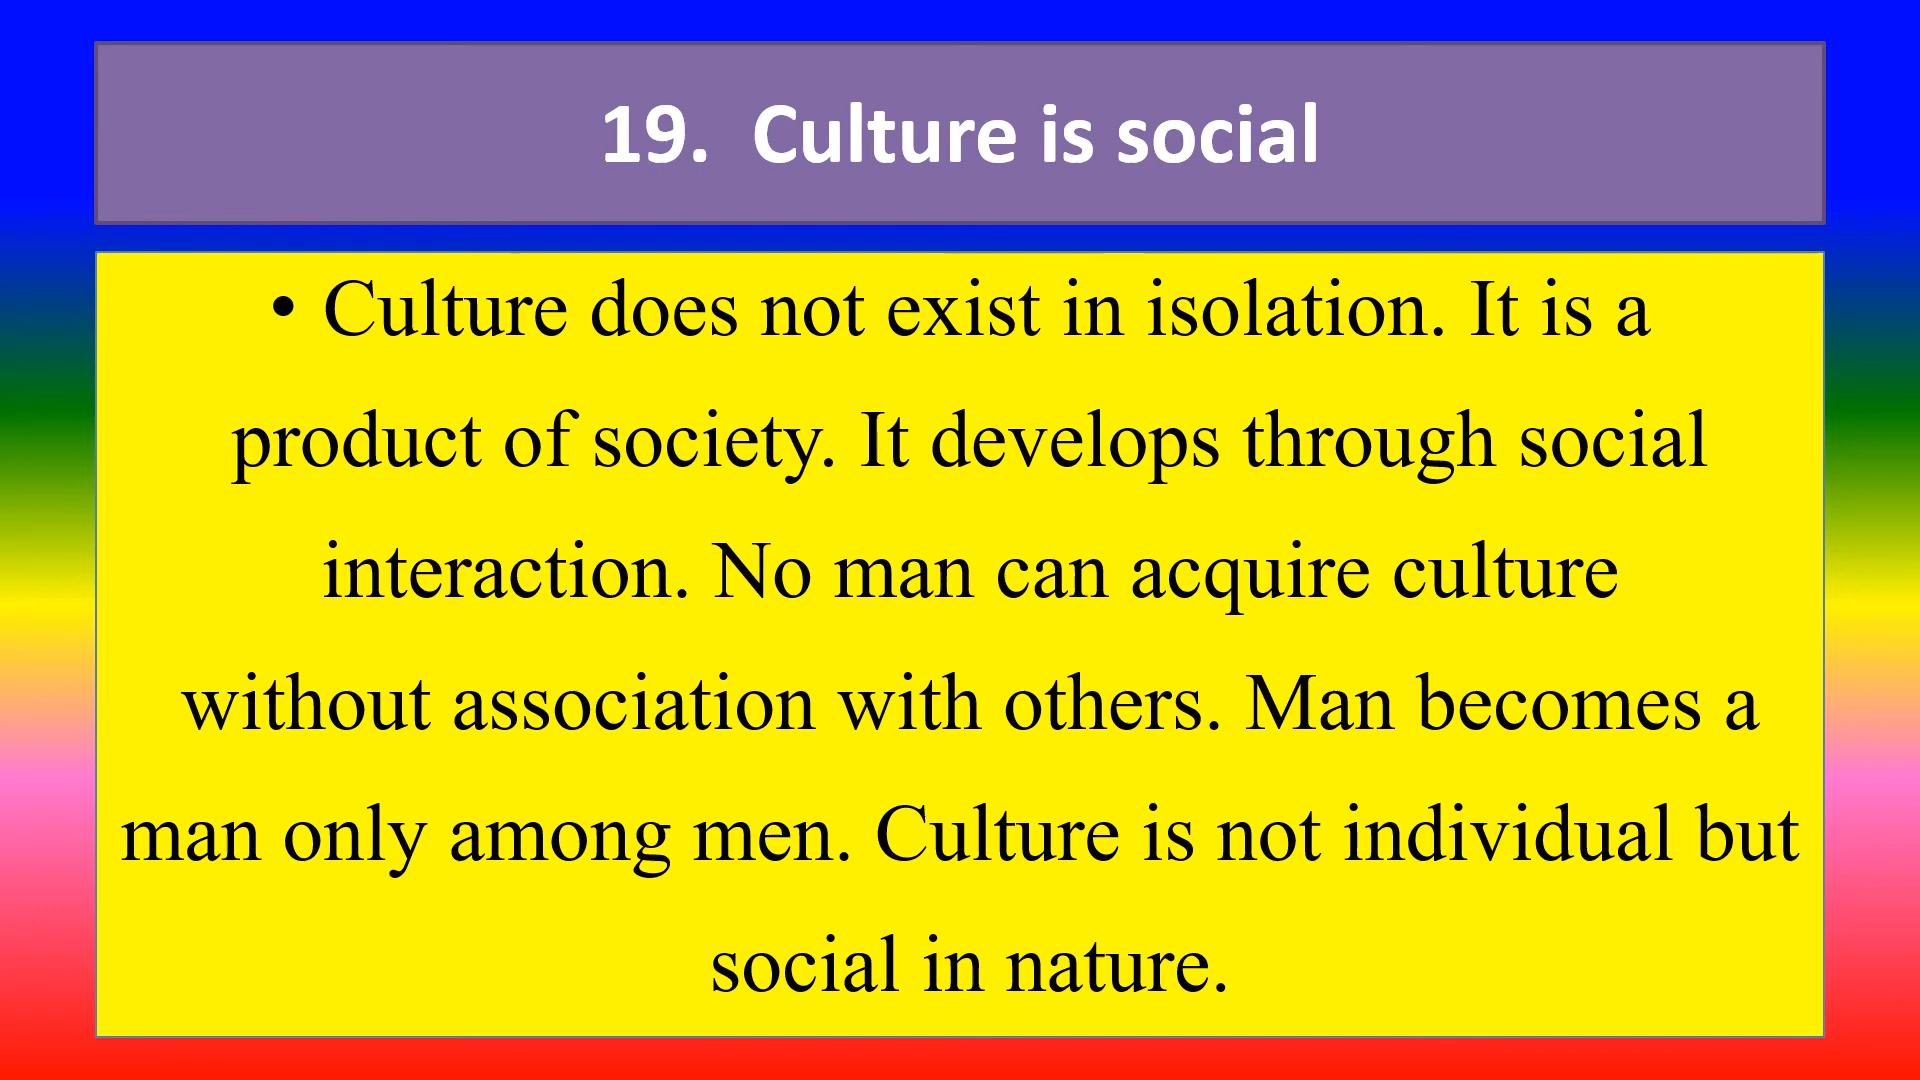 19.  Culture is social
• Culture does not exist in isolation. It is a
product of society. It develops through social
interaction. No man can acquire culture
without association with others. Man becomes a
man only among men. Culture is not individual but
social in nature.